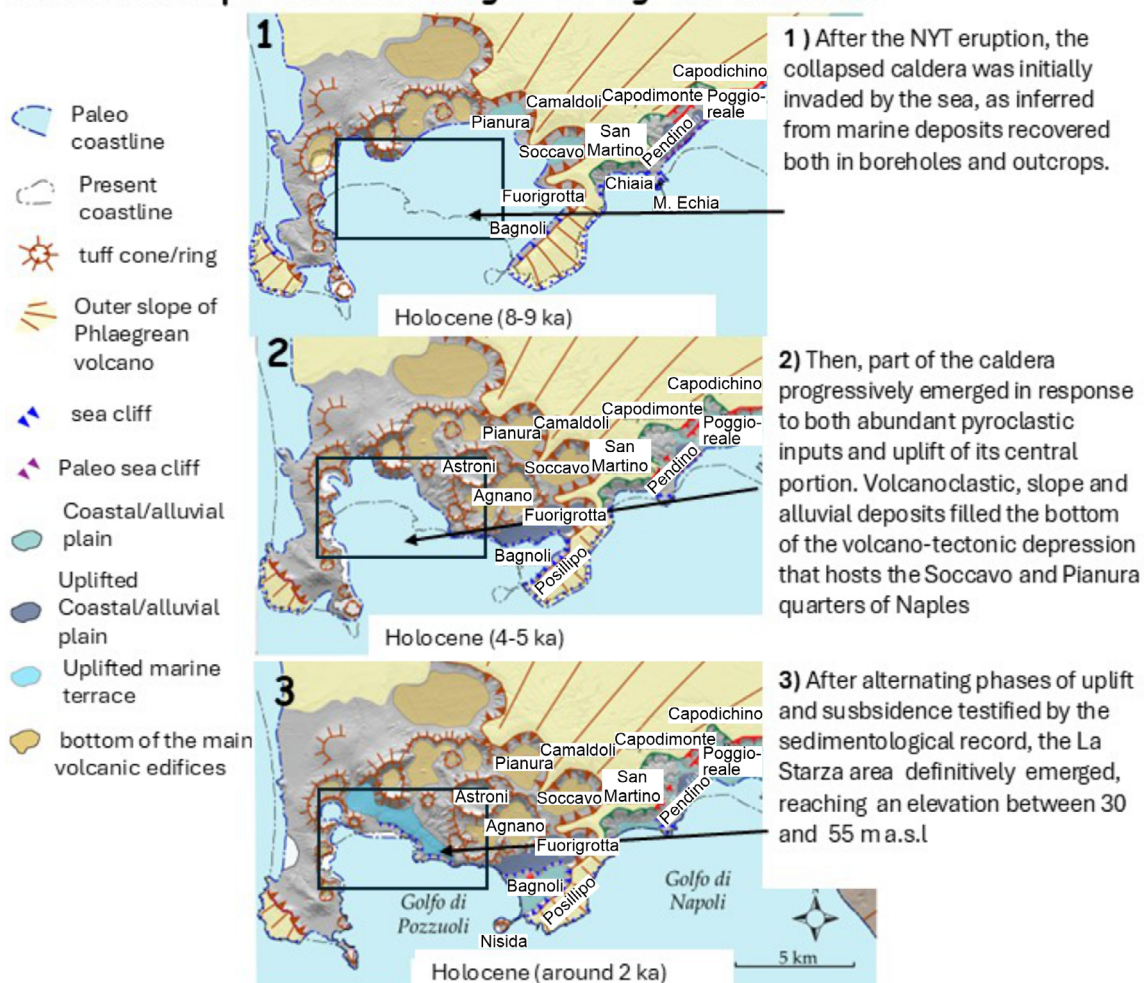 1
Paleo
coastline
Present
coastline
tuff cone/ring
Outer slope of
Phlaegrean
volcano
sea cliff
Paleo sea cliff
Coastal/alluvial
plain
Uplifted
Coastal/alluvial
plain
Uplifted marine
terrace
bottom of the main
volcanic edifices
Capodichino
Camaldoli
Capodimonte
Poggio-
reale
Pianura
San
Martino
Pendino
Soccavo
Chiaia
Fuorigrotta
M. Echia
Bagnoli
Holocene (8-9 ka)
1 ) After the NYT eruption, the
collapsed caldera was initially
invaded by the sea, as inferred
from marine deposits recovered
both in boreholes and outcrops.
2
Capodichino
Capodimonte
Camaldoli
Poggio-
reale
Pianura
San
Martino
Astroni
Soccavo
Pendino
Agnano
Fuorigrotta
Bagnoli
Posillipo
Holocene (4-5 ka)
2) Then, part of the caldera
progressively emerged in response
to both abundant pyroclastic
inputs and uplift of its central
portion. Volcanoclastic, slope and
alluvial deposits filled the bottom
of the volcano-tectonic depression
that hosts the Soccavo and Pianura
quarters of Naples
3
Capodichino
Capodimonte
Camaldoli
Poggio-
reale
Pianura
San
Martino
Astroni
Soccavo
Pendino
Agnano
Fuorigrotta
Bagnoli
Posillipo
Golfo di
Pozzuoli
Golfo di
Napoli
Nisida
5 km
Holocene (around 2 ka)
3) After alternating phases of uplift
and susbsidence testified by the
sedimentological record, the La
Starza area definitively emerged,
reaching an elevation between 30
and 55 m a.s.l